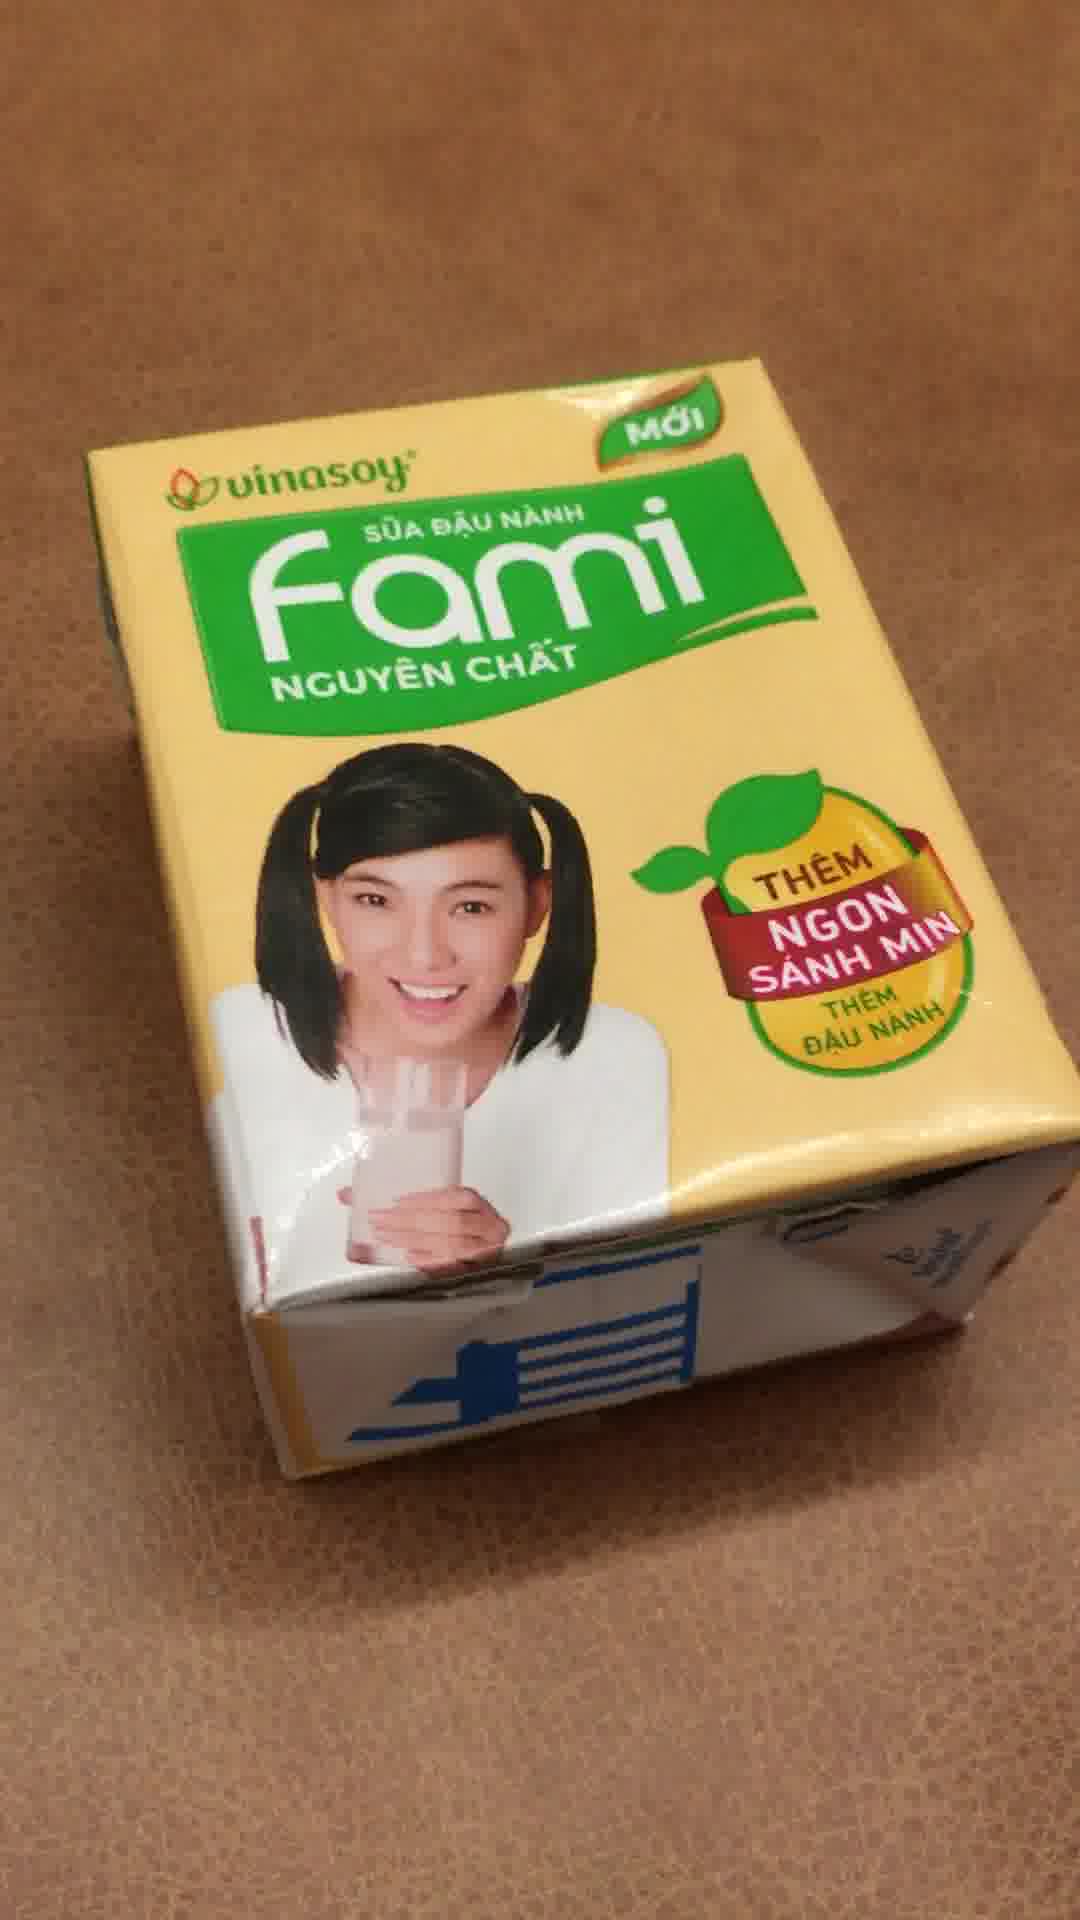 vinasoy
MỚI
SỮA ĐẬU NÀNH
Fami
NGUYÊN CHẤT
THÊM
NGON
SÁNH MỊN
THÊM
ĐẬU NÀNH